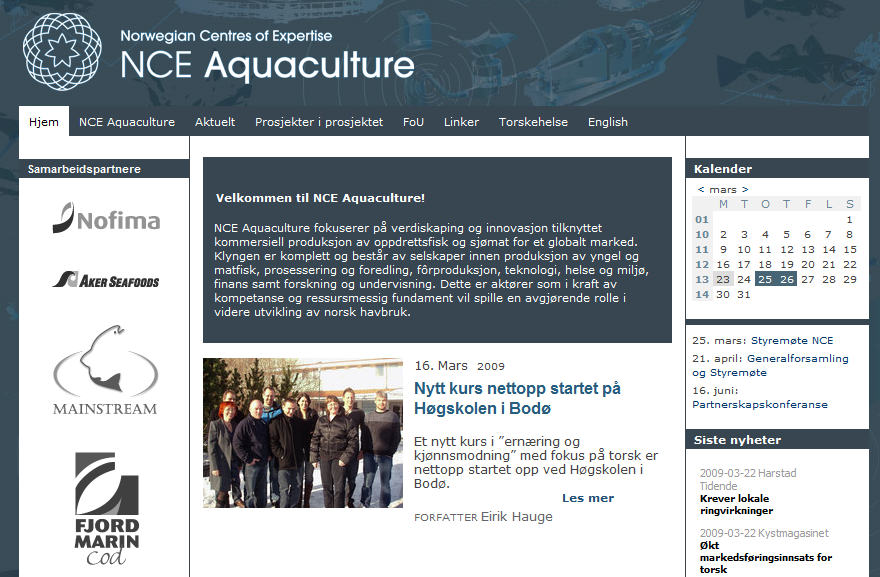 Norwegian Centres of Expertise
NCE Aquaculture
Hjem NCE Aquaculture Aktuelt Prosjekter i prosjektet FoU Linker Torskehelse English
Samarbeidspartnere
Nofima
AKER SEAFOODS
MAINSTREAM
FJORD
MARIN
Cod
Velkommen til NCE Aquaculture!
NCE Aquaculture fokuserer på verdiskaping og innovasjon tilknyttet
kommersiell produksjon av oppdrettsfisk og sjømat for et globalt marked.
Klyngen er komplett og består av selskaper innen produksjon av yngel og
matfisk, prosessering og foredling, fôrproduksjon, teknologi, helse og miljø,
finans samt forskning og undervisning. Dette er aktører som i kraft av
kompetanse og ressursmessig fundament vil spille en avgjørende rolle i
videre utvikling av norsk havbruk.
16. Mars 2009
Nytt kurs nettopp startet på
Høgskolen i Bodø
Et nytt kurs i ”ernæring og
kjønnsmodning” med fokus på torsk er
nettopp startet opp ved Høgskolen i
Bodø.
Les mer
FORFATTER Eirik Hauge
Kalender
< mars >
M T O T F L S
01 1
10 2 3 4 5 6 7 8
11 9 10 11 12 13 14 15
12 16 17 18 19 20 21 22
13 23 24 25 26 27 28 29
14 30 31
25. mars: Styremøte NCE
21. april: Generalforsamling
og Styremøte
16. juni:
Partnerskapskonferanse
Siste nyheter
2009-03-22 Harstad
Tidende
Krever lokale
ringvirkninger
2009-03-22 Kystmagasinet
Økt
markedsføringsinnsats for
torsk